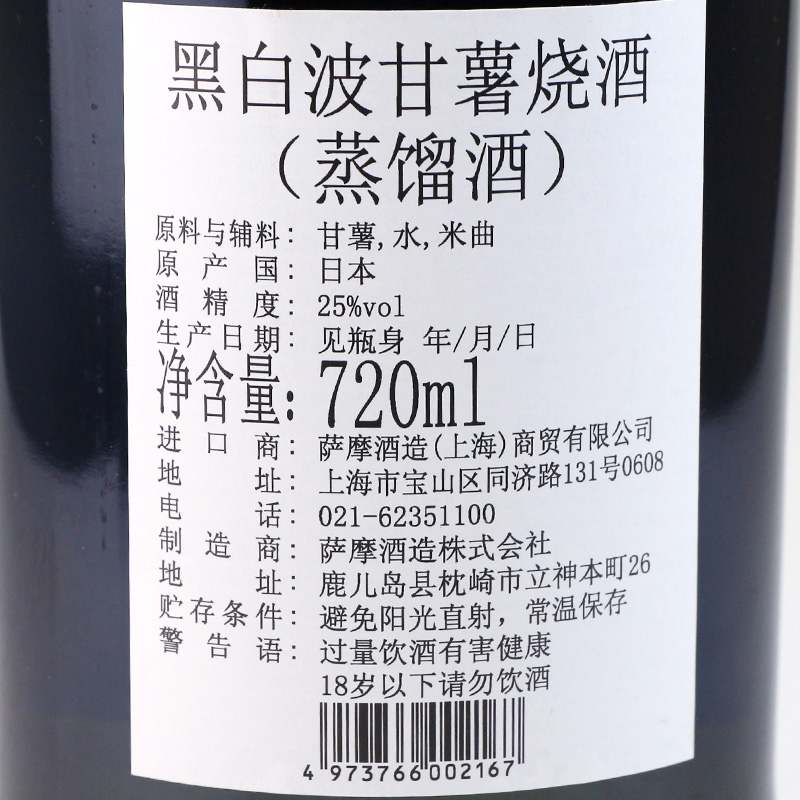 黑白波甘薯烧酒
（蒸馏酒）
原料与辅料：甘薯,水,米曲
原产国：日本
酒精度：25%vol
生产日期：见瓶身 年/月/日
净含量：720ml
进口商：萨摩酒造(上海)商贸有限公司
地址：上海市宝山区同济路131号0608
电话：021-62351100
制造商：萨摩酒造株式会社
地址：鹿儿岛县枕崎市立神本町26
贮存条件：避免阳光直射，常温保存
警告语：过量饮酒有害健康
18岁以下请勿饮酒
4 973766 002167